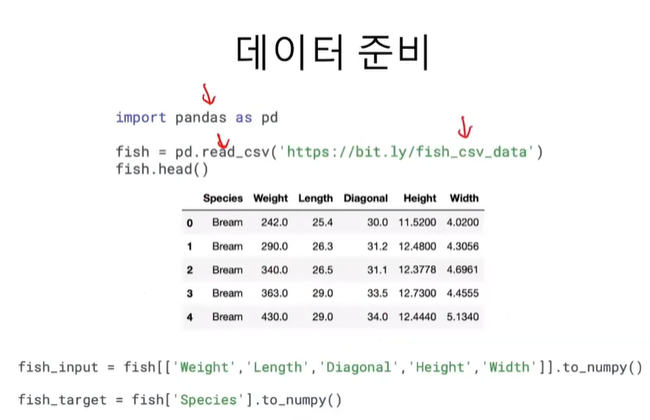 데이터 준비
import pandas as pd
fish = pd.read_csv('https://bit.ly/fish_csv_data')
fish.head()
Species Weight Length Diagonal Height Width
0 Bream 242.0 25.4 30.0 11.5200 4.0200
1 Bream 290.0 26.3 31.2 12.4800 4.3056
2 Bream 340.0 26.5 31.1 12.3778 4.6961
3 Bream 363.0 29.0 33.5 12.7300 4.4555
4 Bream 430.0 29.0 34.0 12.4440 5.1340
fish_input = fish[['Weight','Length','Diagonal','Height','Width']].to_numpy()
fish_target = fish['Species'].to_numpy()